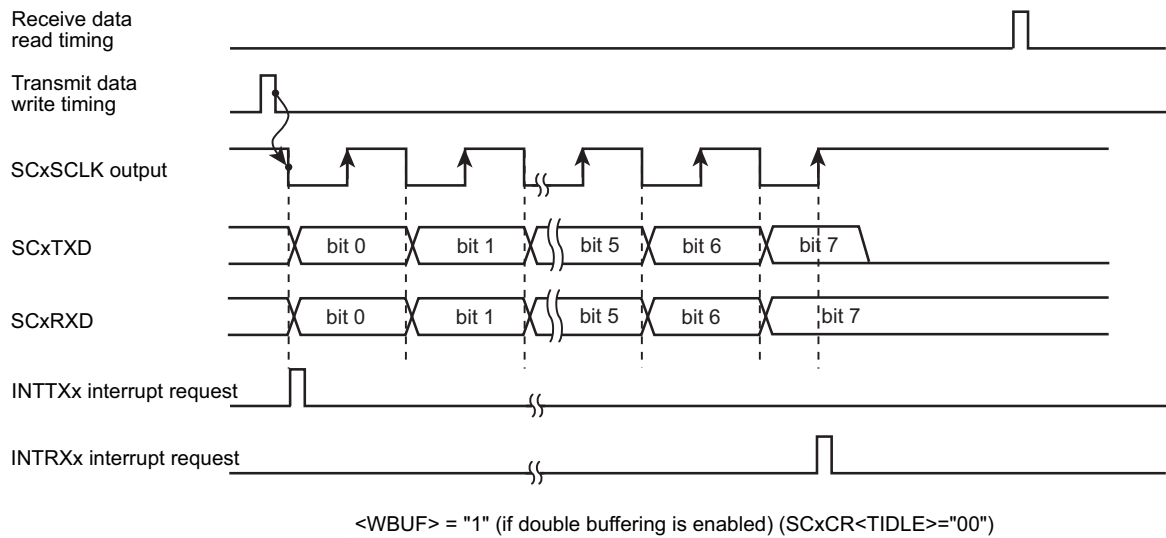 Receive data
read timing
Transmit data
write timing
SCxSCLK output
SCxTXD
bit 0
bit 1
bit 5
bit 6
bit 7
SCxRXD
bit 0
bit 1
bit 5
bit 6
bit 7
INTTXx interrupt request
INTRXx interrupt request
<WBUF> = "1" (if double buffering is enabled) (SCxCR<TIDLE>="00")